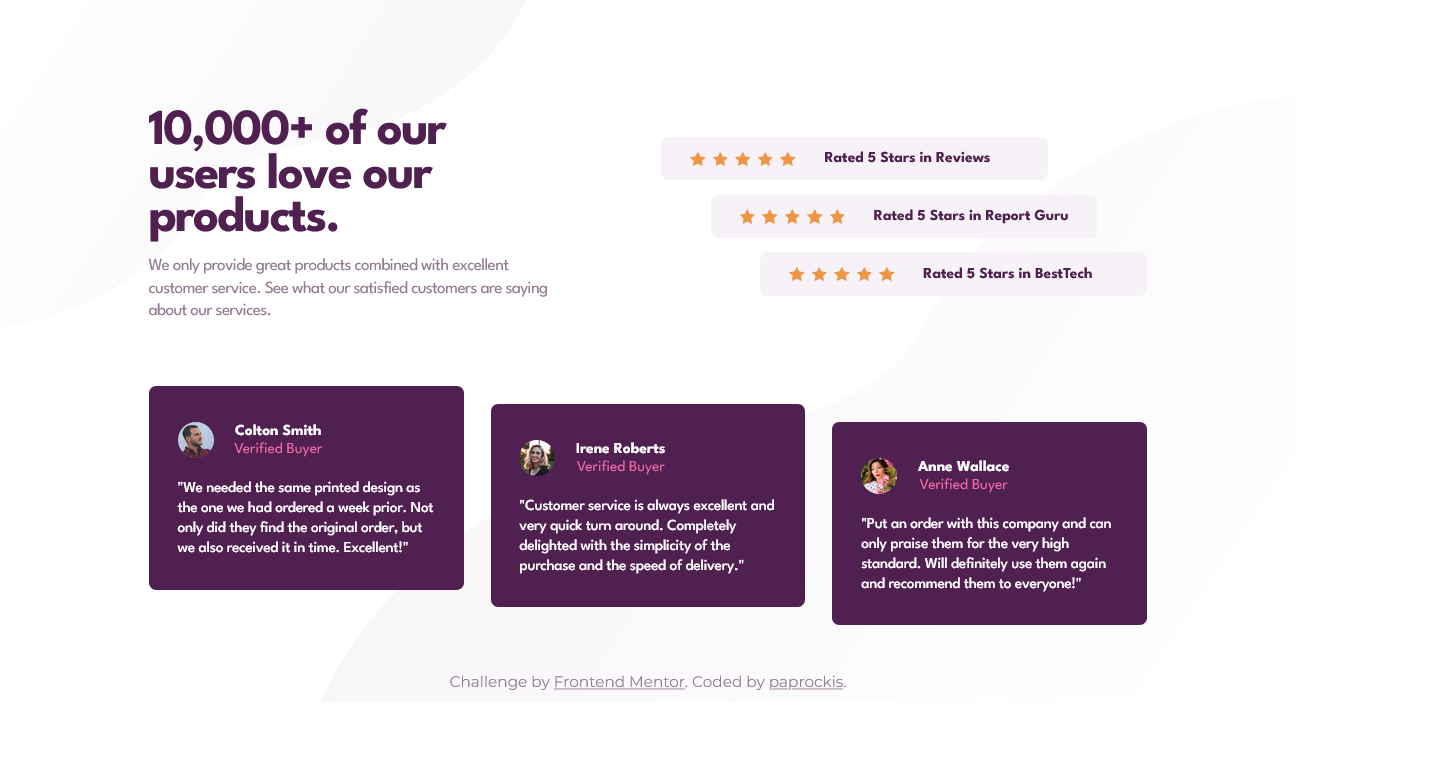 10,000+ of our
users love our
products.
We only provide great products combined with excellent
customer service. See what our satisfied customers are saying
about our services.
Rated 5 Stars in Reviews
Rated 5 Stars in Report Guru
Rated 5 Stars in BestTech
Colton Smith
Verified Buyer
"We needed the same printed design as
the one we had ordered a week prior. Not
only did they find the original order, but
we also received it in time. Excellent!"
Irene Roberts
Verified Buyer
"Customer service is always excellent and
very quick turn around. Completely
delighted with the simplicity of the
purchase and the speed of delivery."
Anne Wallace
Verified Buyer
"Put an order with this company and can
only praise them for the very high
standard. Will definitely use them again
and recommend them to everyone!"
Challenge by Frontend Mentor. Coded by paprockis.